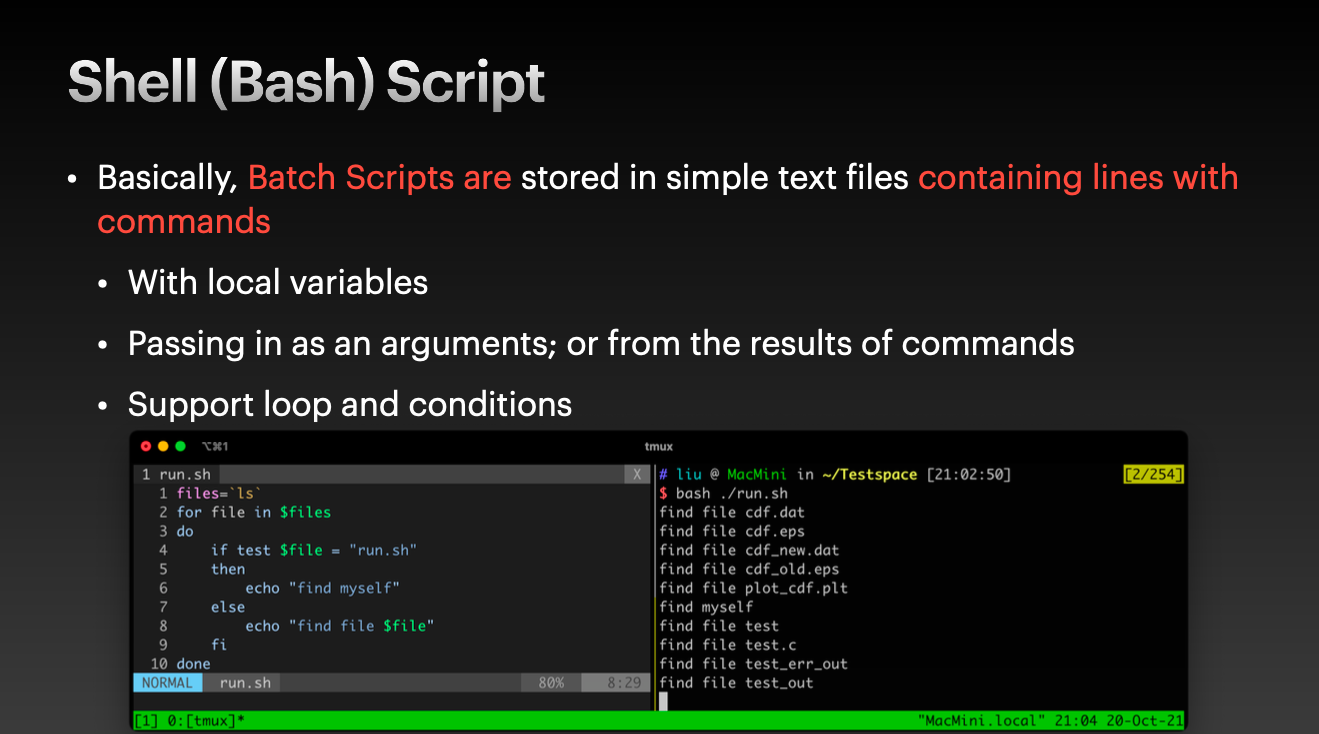 Shell (Bash) Script
• Basically, Batch Scripts are stored in simple text files containing lines with
commands
• With local variables
• Passing in as an arguments; or from the results of commands
• Support loop and conditions
⌥⌘1 tmux
1 run.sh X
1 files=`ls`
2 for file in $files
3 do
4     if test $file = "run.sh"
5     then
6         echo "find myself"
7     else
8         echo "find file $file"
9     fi
10 done
NORMAL run.sh 80% 8:29
# liu @ MacMini in ~/Testspace [21:02:50] [2/254]
$ bash ./run.sh
find file cdf.dat
find file cdf.eps
find file cdf_new.dat
find file cdf_old.eps
find file plot_cdf.plt
find myself
find file test
find file test.c
find file test_err_out
find file test_out
[1] 0:[tmux]* "MacMini.local" 21:04 20-Oct-21